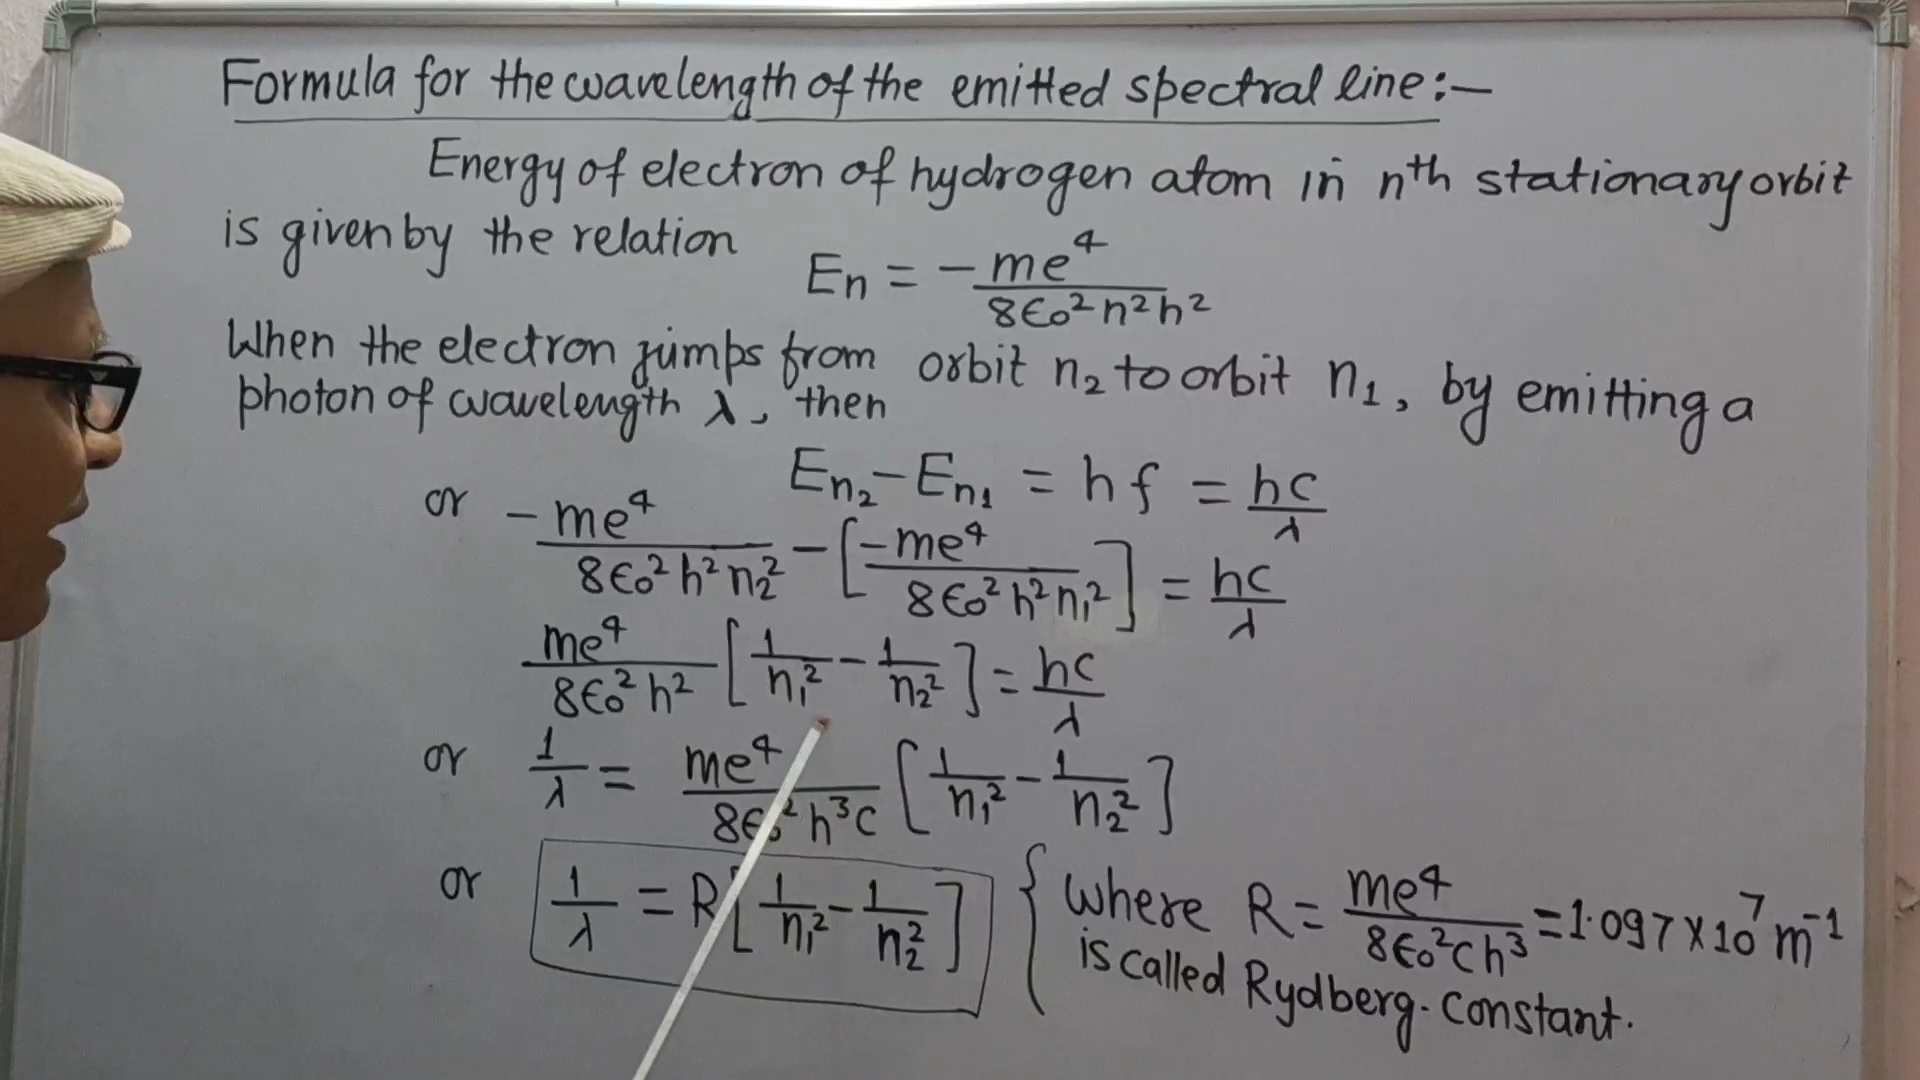 Formula for the wavelength of the emitted spectral line:—
Energy of electron of hydrogen atom in nth stationary orbit
is given by the relation
En = -me⁴/8ϵ₀²n²h²
When the electron jumps from orbit n₂ to orbit n₁, by emitting a
photon of wavelength λ, then
En₂ - En₁ = hf = hc/λ
or -me⁴/8ϵ₀²h²n₂² - [-me⁴/8ϵ₀²h²n₁²] = hc/λ
me⁴/8ϵ₀²h² [1/n₁² - 1/n₂²] = hc/λ
or 1/λ = me⁴/8ϵ₀²h³c [1/n₁² - 1/n₂²]
or 1/λ = R[1/n₁² - 1/n₂²] { where R = me⁴/8ϵ₀²ch³ = 1.097 x 10⁷ m⁻¹
is called Rydberg. constant.